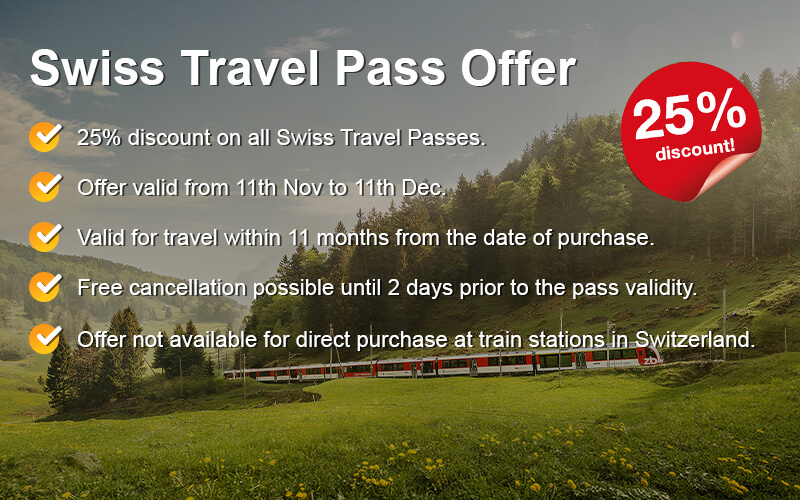 Swiss Travel Pass Offer
25%
discount!
25% discount on all Swiss Travel Passes.
Offer valid from 11th Nov to 11th Dec.
Valid for travel within 11 months from the date of purchase.
Free cancellation possible until 2 days prior to the pass validity.
Offer not available for direct purchase at train stations in Switzerland.
zb